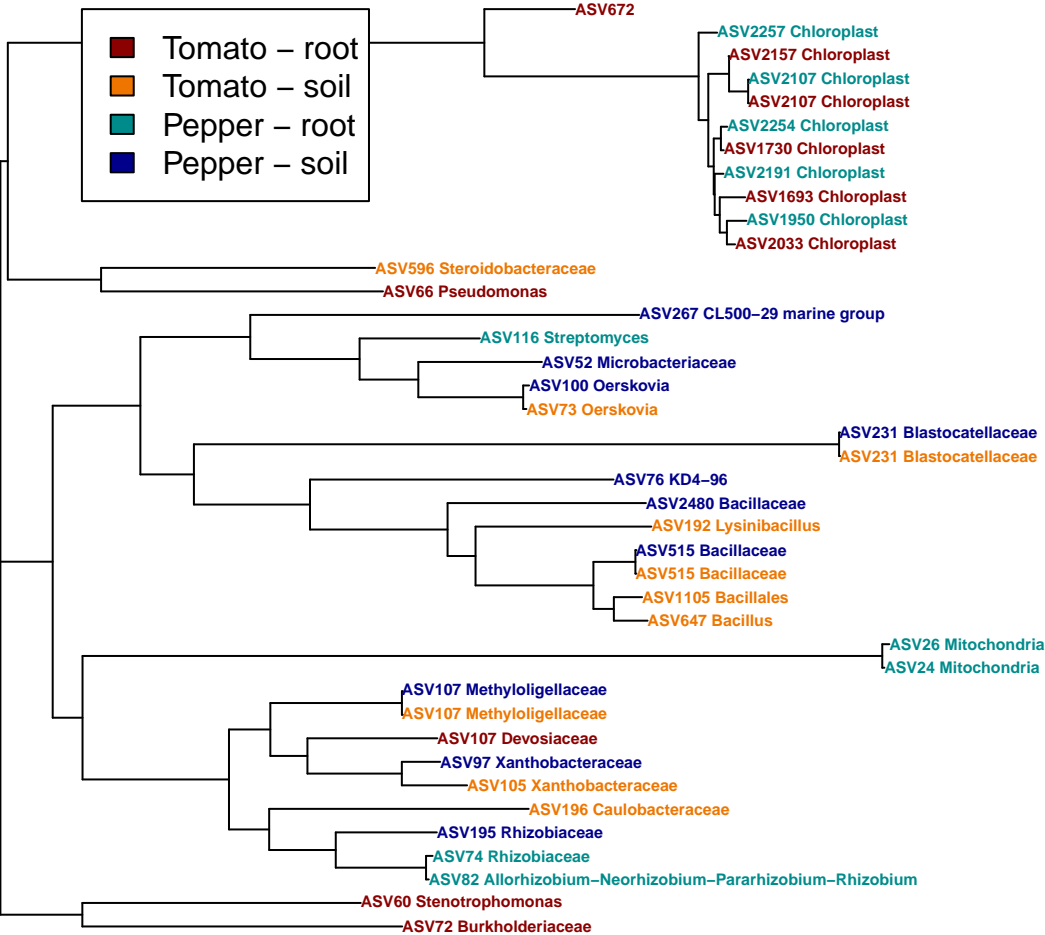 ASV672
Tomato – root
Tomato – soil
Pepper – root
Pepper – soil
ASV2257 Chloroplast
ASV2157 Chloroplast
ASV2107 Chloroplast
ASV2107 Chloroplast
ASV2254 Chloroplast
ASV1730 Chloroplast
ASV2191 Chloroplast
ASV1693 Chloroplast
ASV1950 Chloroplast
ASV2033 Chloroplast
ASV596 Steroidobacteraceae
ASV66 Pseudomonas
ASV267 CL500–29 marine group
ASV116 Streptomyces
ASV52 Microbacteriaceae
ASV100 Oerskovia
ASV73 Oerskovia
ASV231 Blastocatellaceae
ASV231 Blastocatellaceae
ASV76 KD4–96
ASV2480 Bacillaceae
ASV192 Lysinibacillus
ASV515 Bacillaceae
ASV515 Bacillaceae
ASV1105 Bacillales
ASV647 Bacillus
ASV26 Mitochondria
ASV24 Mitochondria
ASV107 Methyloligellaceae
ASV107 Methyloligellaceae
ASV107 Devosiaceae
ASV97 Xanthobacteraceae
ASV105 Xanthobacteraceae
ASV196 Caulobacteraceae
ASV195 Rhizobiaceae
ASV74 Rhizobiaceae
ASV82 Allorhizobium–Neorhizobium–Pararhizobium–Rhizobium
ASV60 Stenotrophomonas
ASV72 Burkholderiaceae